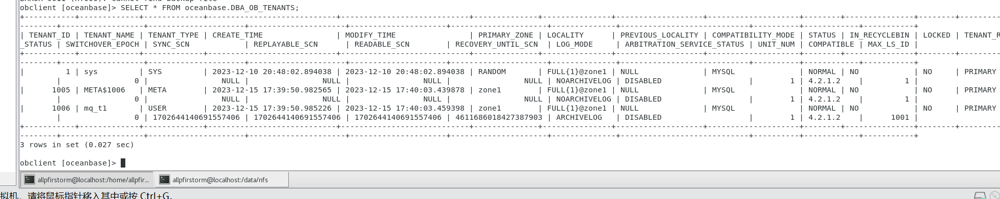 obclient [oceanbase]> SELECT * FROM oceanbase.DBA_OB_TENANTS;
+-----------+-------------+-------------+----------------------------+----------------------------+--------------+---------------+-------------------+--------------------+--------+---------------+--------+---------
--------+------------------+---------------------+---------------------+---------------------+---------------------+--------------+----------------------------+----------+------------+-----------+
| TENANT_ID | TENANT_NAME | TENANT_TYPE | CREATE_TIME                | MODIFY_TIME                | PRIMARY_ZONE | LOCALITY      | PREVIOUS_LOCALITY | COMPATIBILITY_MODE | STATUS | IN_RECYCLEBIN | LOCKED | TENANT_R
_STATUS | SWITCHOVER_EPOCH | SYNC_SCN            | REPLAYABLE_SCN      | READABLE_SCN        | RECOVERY_UNTIL_SCN  | LOG_MODE     | ARBITRATION_SERVICE_STATUS | UNIT_NUM | COMPATIBLE | MAX_LS_ID |
+-----------+-------------+-------------+----------------------------+----------------------------+--------------+---------------+-------------------+--------------------+--------+---------------+--------+---------
--------+------------------+---------------------+---------------------+---------------------+---------------------+--------------+----------------------------+----------+------------+-----------+
|         1 | sys         | SYS         | 2023-12-10 20:48:02.894038 | 2023-12-10 20:48:02.894038 | RANDOM       | FULL{1}@zone1 | NULL              | MYSQL              | NORMAL | NO            | NO     | PRIMARY
        |                0 |                NULL |                NULL |                NULL |                NULL | NOARCHIVELOG | DISABLED                   |        1 | 4.2.1.2    |         1 |
|      1005 | META$1006   | META        | 2023-12-15 17:39:50.982565 | 2023-12-15 17:40:03.439878 | zone1        | FULL{1}@zone1 | NULL              | MYSQL              | NORMAL | NO            | NO     | PRIMARY
        |                0 |                NULL |                NULL |                NULL |                NULL | NOARCHIVELOG | DISABLED                   |        1 | 4.2.1.2    |         1 |
|      1006 | mq_t1       | USER        | 2023-12-15 17:39:50.985226 | 2023-12-15 17:40:03.459398 | zone1        | FULL{1}@zone1 | NULL              | MYSQL              | NORMAL | NO            | NO     | PRIMARY
        |                0 | 1702644140691557406 | 1702644140691557406 | 1702644140691557406 | 4611686018427387903 | ARCHIVELOG   | DISABLED                   |        1 | 4.2.1.2    |      1001 |
+-----------+-------------+-------------+----------------------------+----------------------------+--------------+---------------+-------------------+--------------------+--------+---------------+--------+---------
--------+------------------+---------------------+---------------------+---------------------+---------------------+--------------+----------------------------+----------+------------+-----------+
3 rows in set (0.027 sec)
obclient [oceanbase]>
allpfirstorm@localhost:/home/allpfir... allpfirstorm@localhost:/data/nfs
拟机，请将鼠标指针移入其中或按 Ctrl+G。